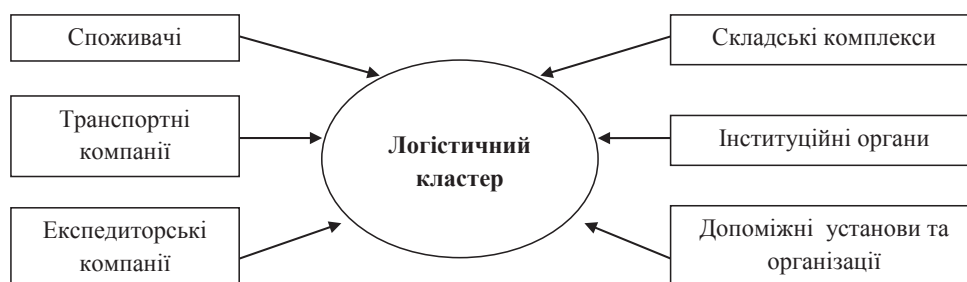 Споживачі
Складські комплекси
Транспортні
компанії
Логістичний
кластер
Інституційні органи
Експедиторські
компанії
Допоміжні установи та
організації